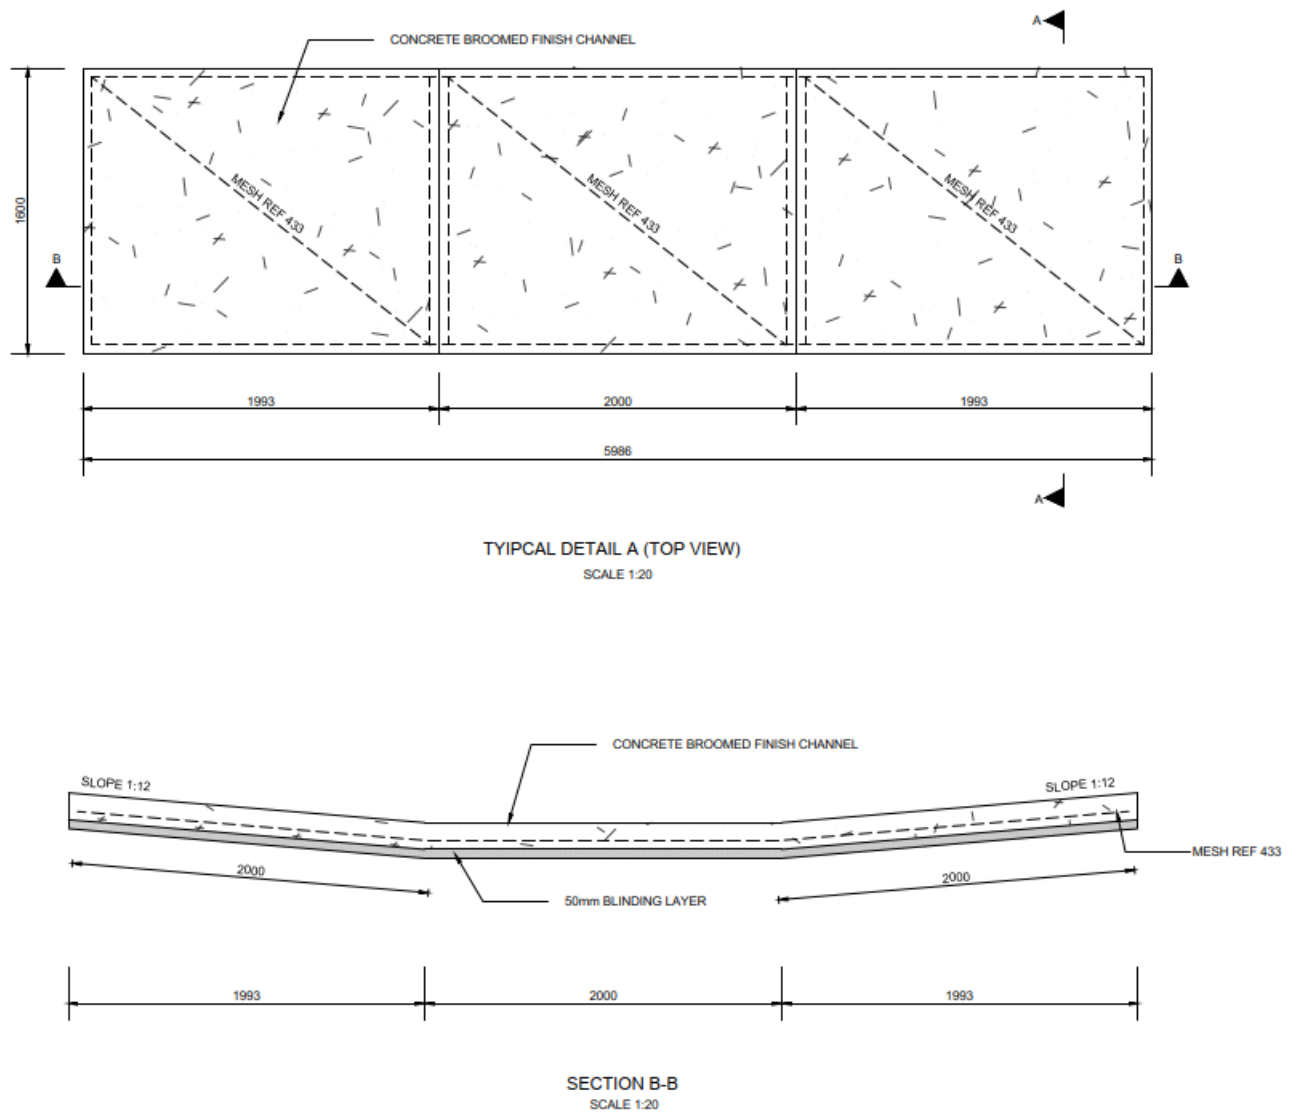 A
CONCRETE BROOMED FINISH CHANNEL
1600
MESH REF 433
MESH REF 433
MESH REF 433
B
B
1993
2000
1993
5986
A
TYIPCAL DETAIL A (TOP VIEW)
SCALE 1:20
CONCRETE BROOMED FINISH CHANNEL
SLOPE 1:12
SLOPE 1:12
MESH REF 433
2000
2000
50mm BLINDING LAYER
1993
2000
1993
SECTION B-B
SCALE 1:20